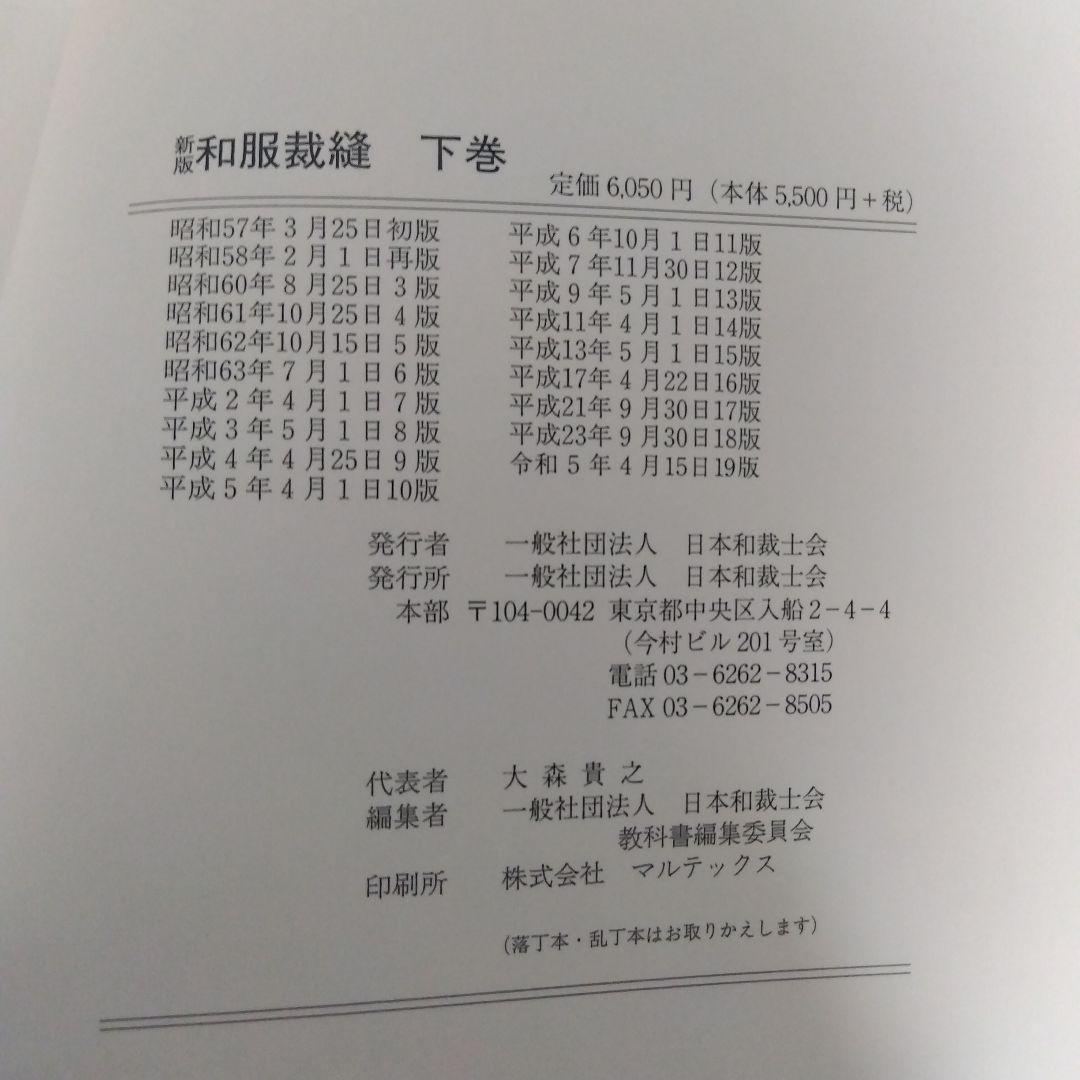 新版 和服裁縫 下巻
定価6,050円（本体5,500円＋税）
昭和57年3月25日初版
昭和58年2月1日再版
昭和60年8月25日3版
昭和61年10月25日4版
昭和62年10月15日5版
昭和63年7月1日6版
平成2年4月1日7版
平成3年5月1日8版
平成4年4月25日9版
平成5年4月1日10版
平成6年10月1日11版
平成7年11月30日12版
平成9年5月1日13版
平成11年4月1日14版
平成13年5月1日15版
平成17年4月22日16版
平成21年9月30日17版
平成23年9月30日18版
令和5年4月15日19版
発行者 一般社団法人 日本和裁士会
発行所 一般社団法人 日本和裁士会
本部 〒104-0042 東京都中央区入船2－4－4
（今村ビル201号室）
電話03－6262－8315
FAX 03－6262－8505
代表者 大森貴之
編集者 一般社団法人 日本和裁士会
教科書編集委員会
印刷所 株式会社 マルテックス
（落丁本・乱丁本はお取りかえします）